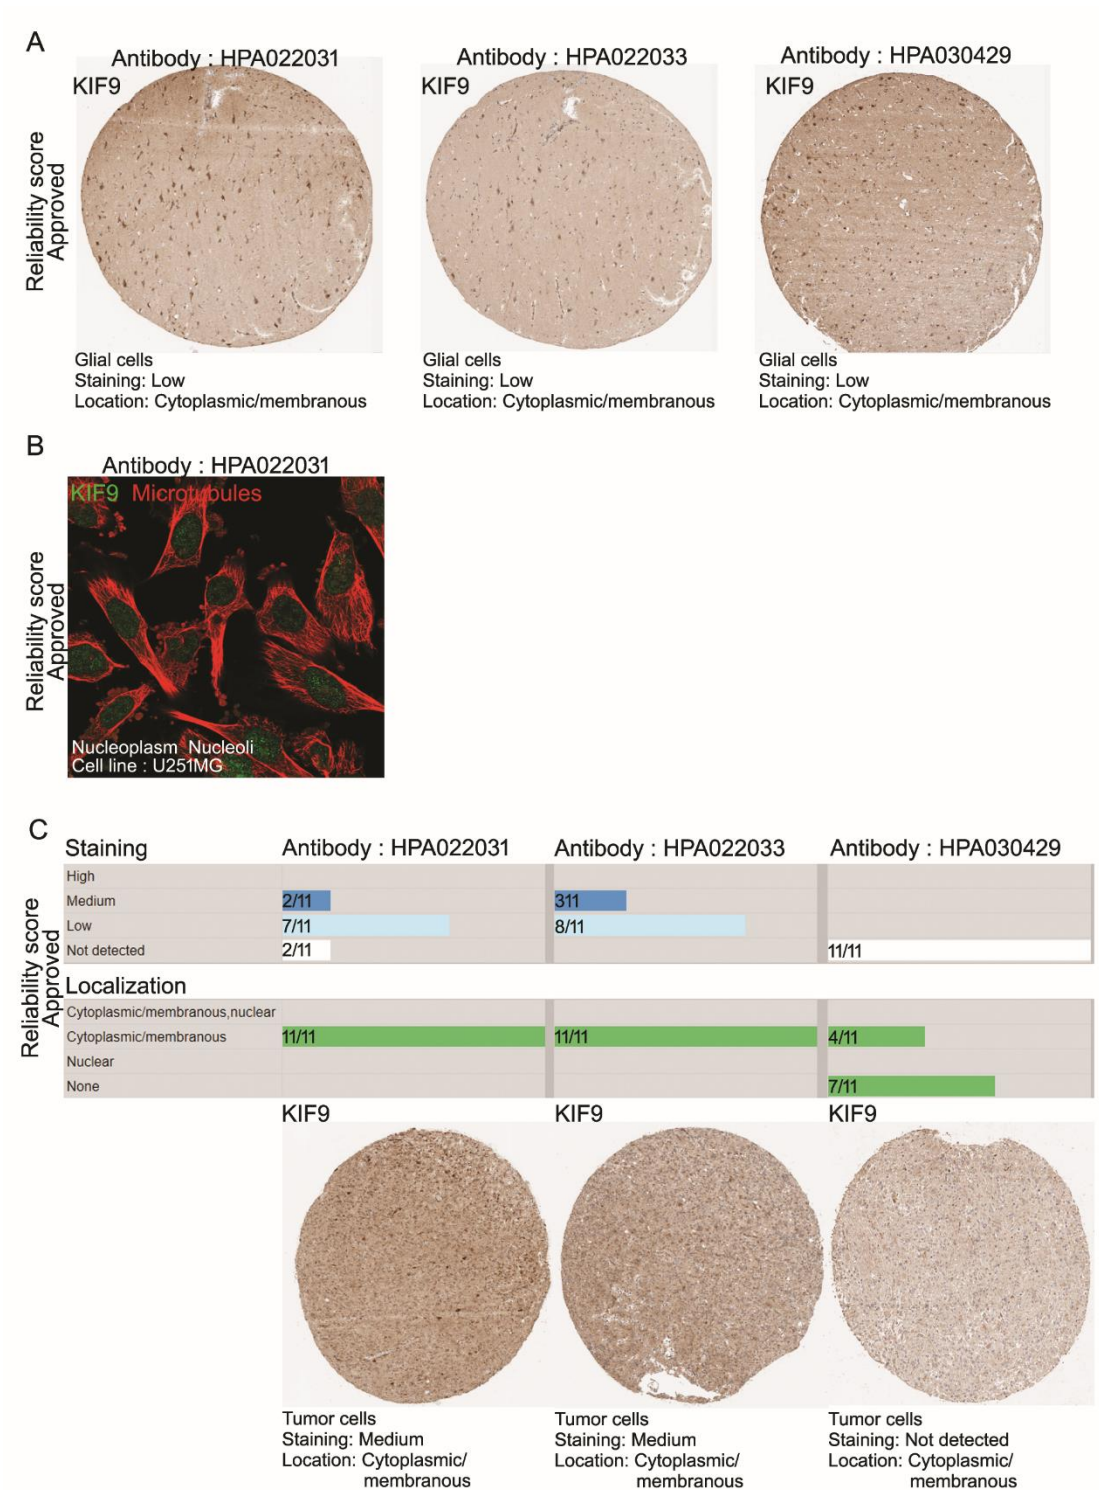 A
Antibody : HPA022031
Antibody : HPA022033
Antibody : HPA030429
KIF9
KIF9
KIF9
Reliability score
Approved
Glial cells
Staining: Low
Location: Cytoplasmic/membranous
Glial cells
Staining: Low
Location: Cytoplasmic/membranous
Glial cells
Staining: Low
Location: Cytoplasmic/membranous
B
Antibody : HPA022031
KIF9 Microtubules
Reliability score
Approved
Nucleoplasm Nucleoli
Cell line : U251MG
C
Staining
Antibody : HPA022031
Antibody : HPA022033
Antibody : HPA030429
Reliability score
Approved
High
Medium 2/11 311
Low 7/11 8/11
Not detected 2/11 11/11
Localization
Cytoplasmic/membranous,nuclear
Cytoplasmic/membranous 11/11 11/11 4/11
Nuclear
None 7/11
KIF9
KIF9
KIF9
Tumor cells
Staining: Medium
Location: Cytoplasmic/
membranous
Tumor cells
Staining: Medium
Location: Cytoplasmic/
membranous
Tumor cells
Staining: Not detected
Location: Cytoplasmic/
membranous